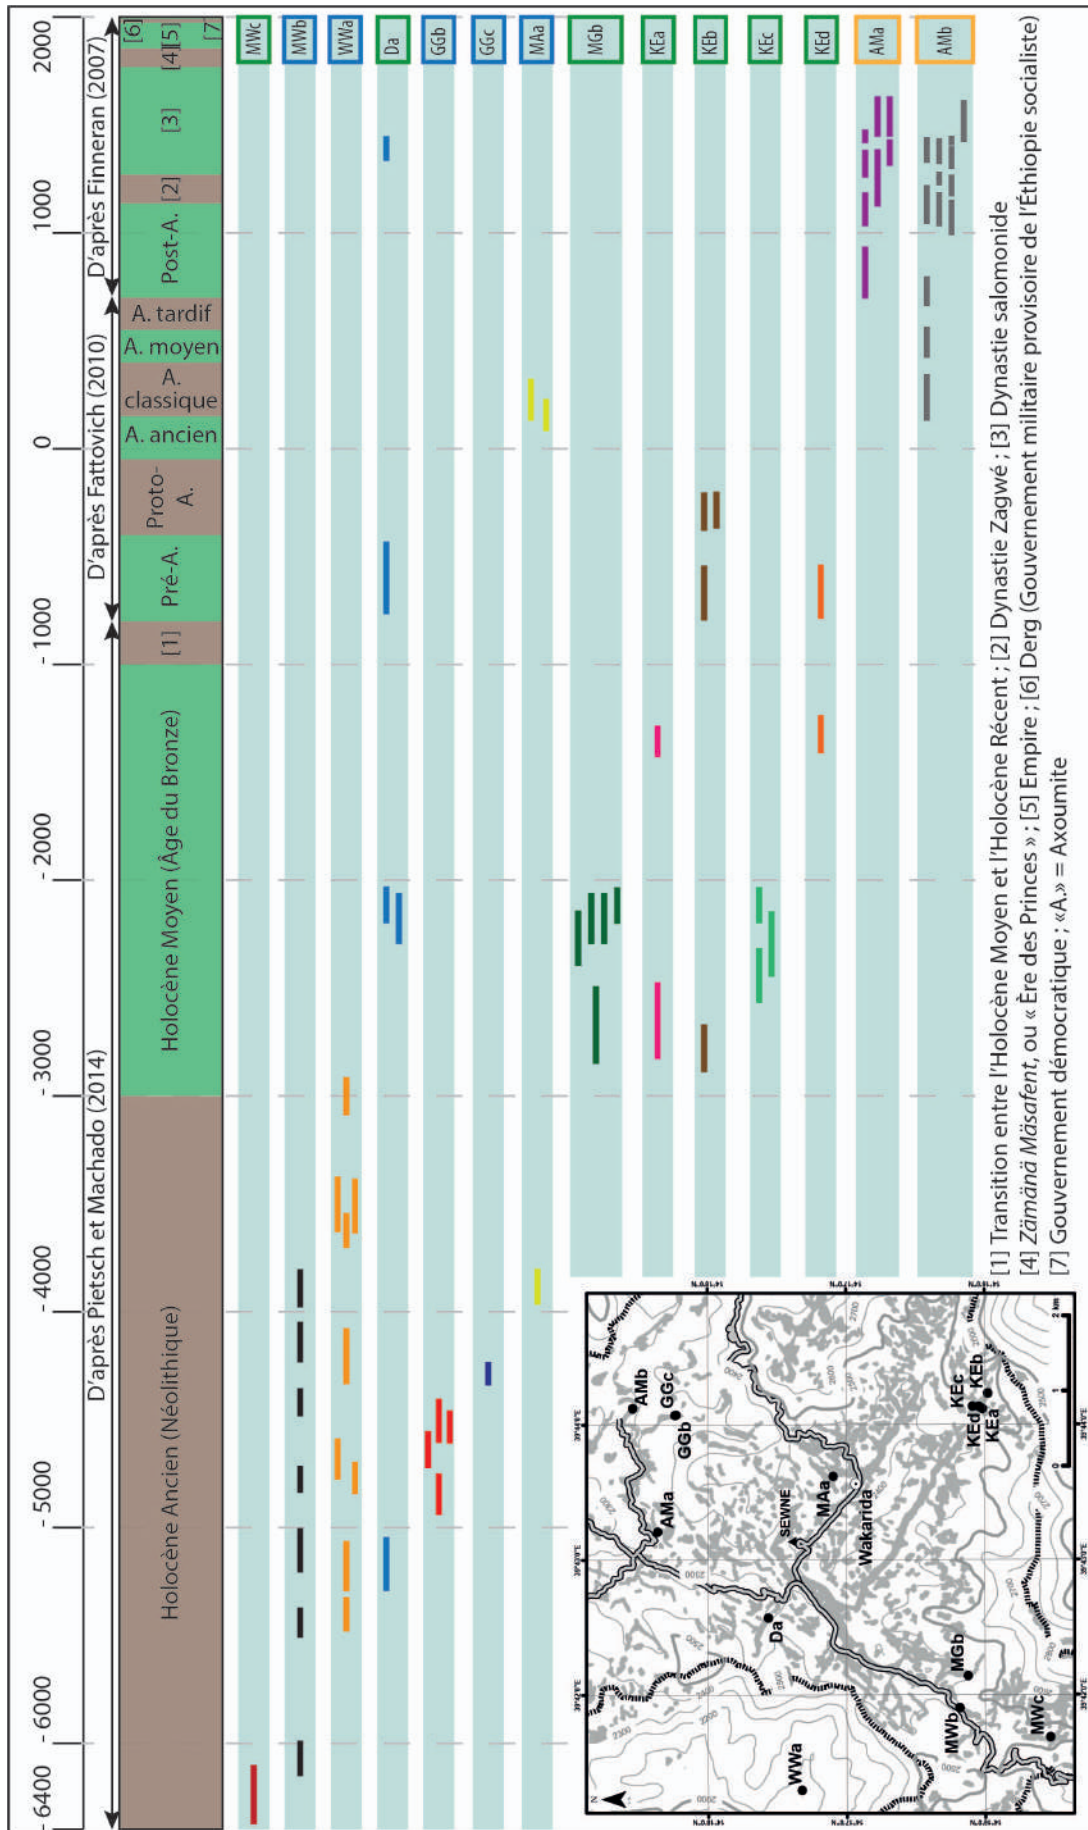 - 6400
- 6000
- 5000
- 4000
- 3000
- 2000
- 1000
0
1000
2000
D'après Pietsch et Machado (2014)
D'après Fattovich (2010)
D'après Finneran (2007)
Holocène Ancien (Néolithique)
Holocène Moyen (Âge du Bronze)
[1]
Pré-A.
Proto-
A.
A. ancien
A.
classique
A. moyen
A. tardif
Post-A.
[2]
[3]
[4]
[5]
[6]
[7]
MWc
MWb
WWa
Da
GGb
GGc
MAa
MGb
KEa
KEb
KEc
KEd
AMa
AMb
N
WWa
MWb
MWc
MGb
Da
AMa
AMb
GGc
GGb
SEWNE
MAa
Wakarida
KEc
KEd
KEb
KEa
0 1 2 km
[1] Transition entre l'Holocène Moyen et l'Holocène Récent ; [2] Dynastie Zagwé ; [3] Dynastie salomonide
[4] Zämänä Mäsafent, ou « Ère des Princes » ; [5] Empire ; [6] Derg (Gouvernement militaire provisoire de l'Éthiopie socialiste)
[7] Gouvernement démocratique ; «A.» = Axoumite